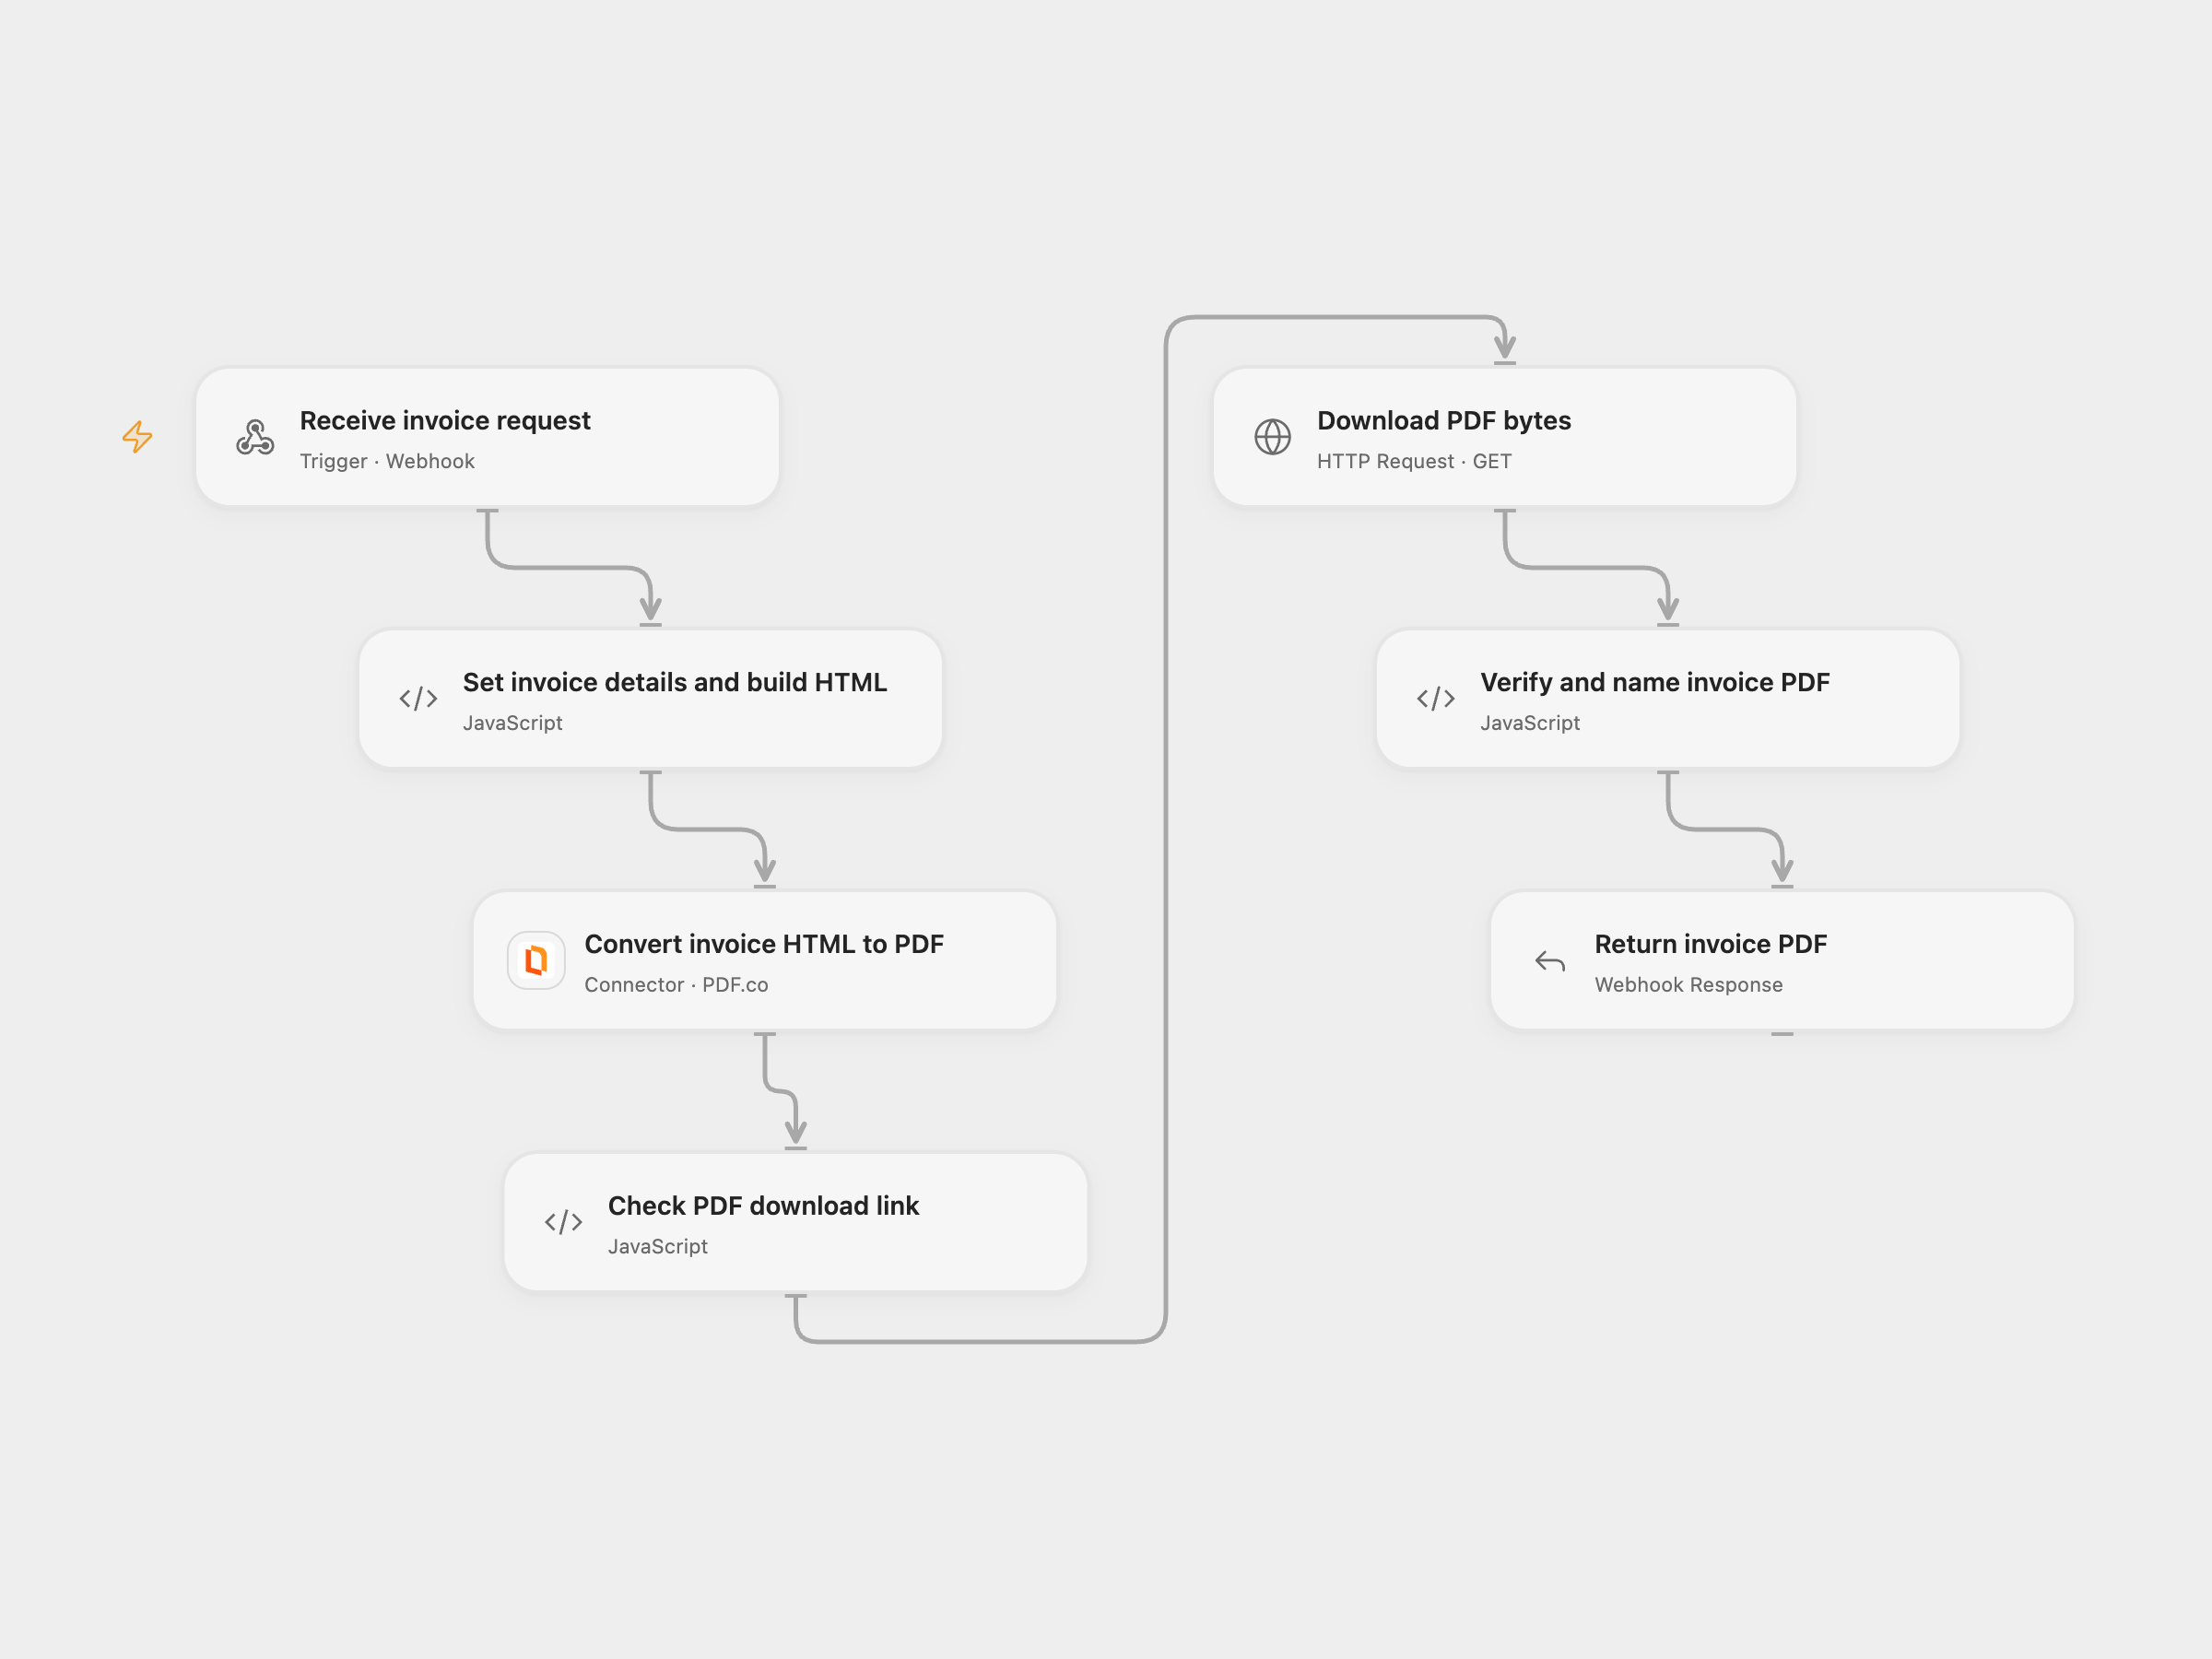 Receive invoice request
Trigger · Webhook
Set invoice details and build HTML
JavaScript
Convert invoice HTML to PDF
Connector · PDF.co
Check PDF download link
JavaScript
Download PDF bytes
HTTP Request · GET
Verify and name invoice PDF
JavaScript
Return invoice PDF
Webhook Response